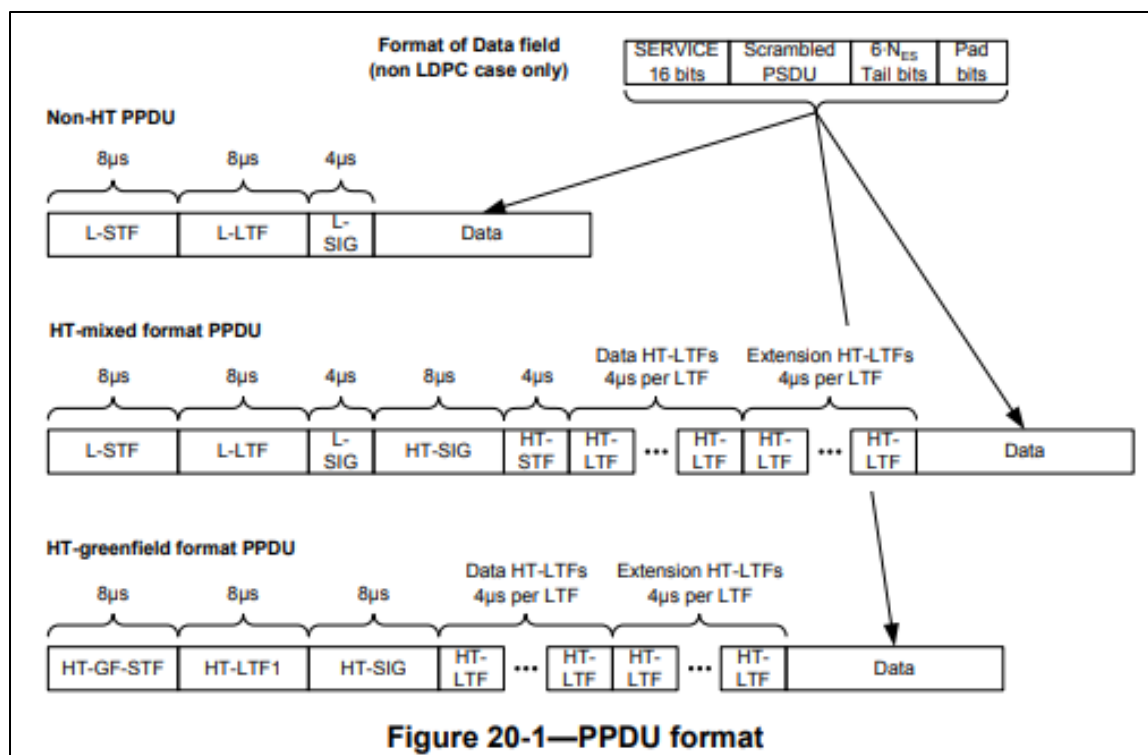 Format of Data field
(non LDPC case only)
SERVICE 16 bits
Scrambled PSDU
6·NES Tail bits
Pad bits
Non-HT PPDU
8µs 8µs 4µs
L-STF L-LTF L-SIG Data
HT-mixed format PPDU
Data HT-LTFs
4µs per LTF
Extension HT-LTFs
4µs per LTF
8µs 8µs 4µs 8µs 4µs
L-STF L-LTF L-SIG HT-SIG HT-STF HT-LTF ... HT-LTF HT-LTF ... HT-LTF Data
HT-greenfield format PPDU
Data HT-LTFs
4µs per LTF
Extension HT-LTFs
4µs per LTF
8µs 8µs 8µs
HT-GF-STF HT-LTF1 HT-SIG HT-LTF ... HT-LTF HT-LTF ... HT-LTF Data
Figure 20-1—PPDU format